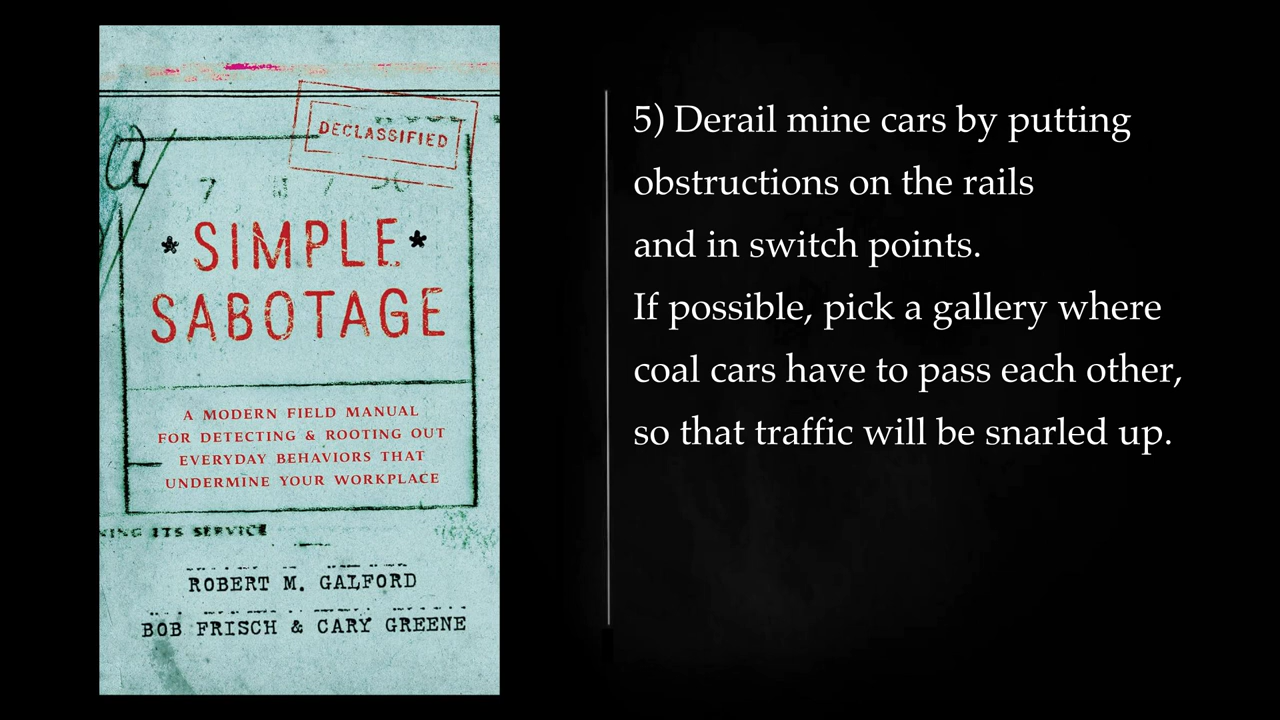 DECLASSIFIED
*SIMPLE*
SABOTAGE
A MODERN FIELD MANUAL
FOR DETECTING & ROOTING OUT
EVERYDAY BEHAVIORS THAT
UNDERMINE YOUR WORKPLACE
ITS SERVICE
ROBERT M. GALFORD
BOB FRISCH & CARY GREENE
5) Derail mine cars by putting
obstructions on the rails
and in switch points.
If possible, pick a gallery where
coal cars have to pass each other,
so that traffic will be snarled up.